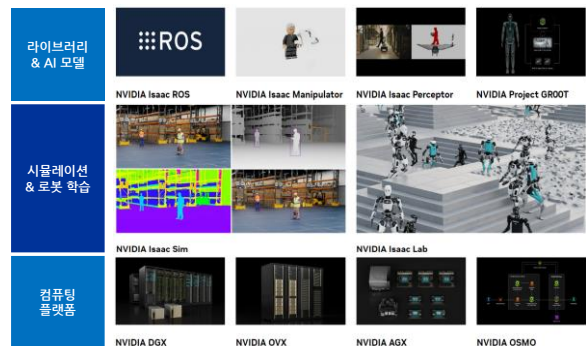 라이브러리
& AI 모델
ROS
NVIDIA Isaac ROS
NVIDIA Isaac Manipulator
NVIDIA Isaac Perceptor
NVIDIA Project GR00T
시뮬레이션
& 로봇 학습
NVIDIA Isaac Sim
NVIDIA Isaac Lab
컴퓨팅
플랫폼
NVIDIA DGX
NVIDIA OVX
NVIDIA AGX
NVIDIA OSMO